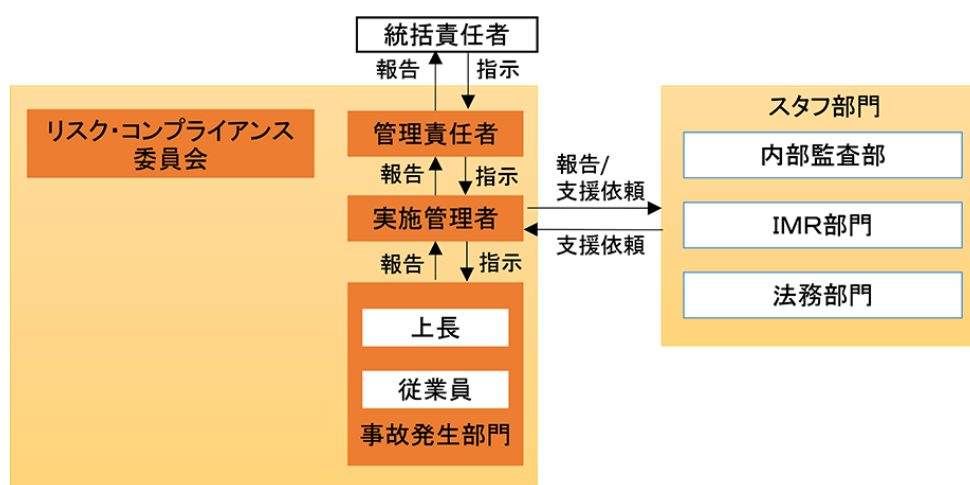 統括責任者
報告
指示
リスク・コンプライアンス
委員会
管理責任者
報告
指示
実施管理者
報告
指示
上長
従業員
事故発生部門
報告/
支援依頼
支援依頼
スタフ部門
内部監査部
IMR部門
法務部門